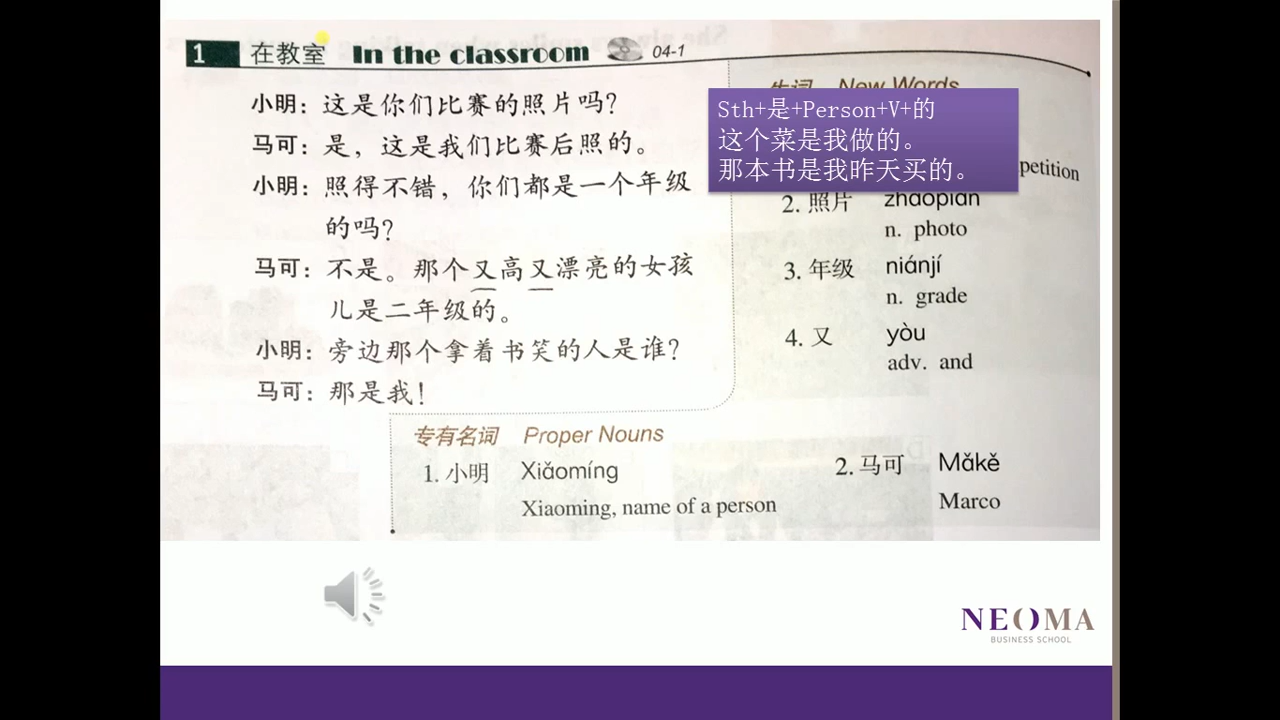 1 在教室 In the classroom 04-1
小明：这是你们比赛的照片吗？
马可：是，这是我们比赛后照的。
小明：照得不错，你们都是一个年级
的吗？
马可：不是。那个又高又漂亮的女孩
儿是二年级的。
小明：旁边那个拿着书笑的人是谁？
马可：那是我！
生词 New Words
Sth+是+Person+V+的
这个菜是我做的。
那本书是我昨天买的。
petition
2. 照片 zhàopiàn
n. photo
3. 年级 niánjí
n. grade
4. 又 yòu
adv. and
专有名词 Proper Nouns
1. 小明 Xiǎomíng
Xiaoming, name of a person
2. 马可 Mǎkě
Marco
NEOMA
BUSINESS SCHOOL